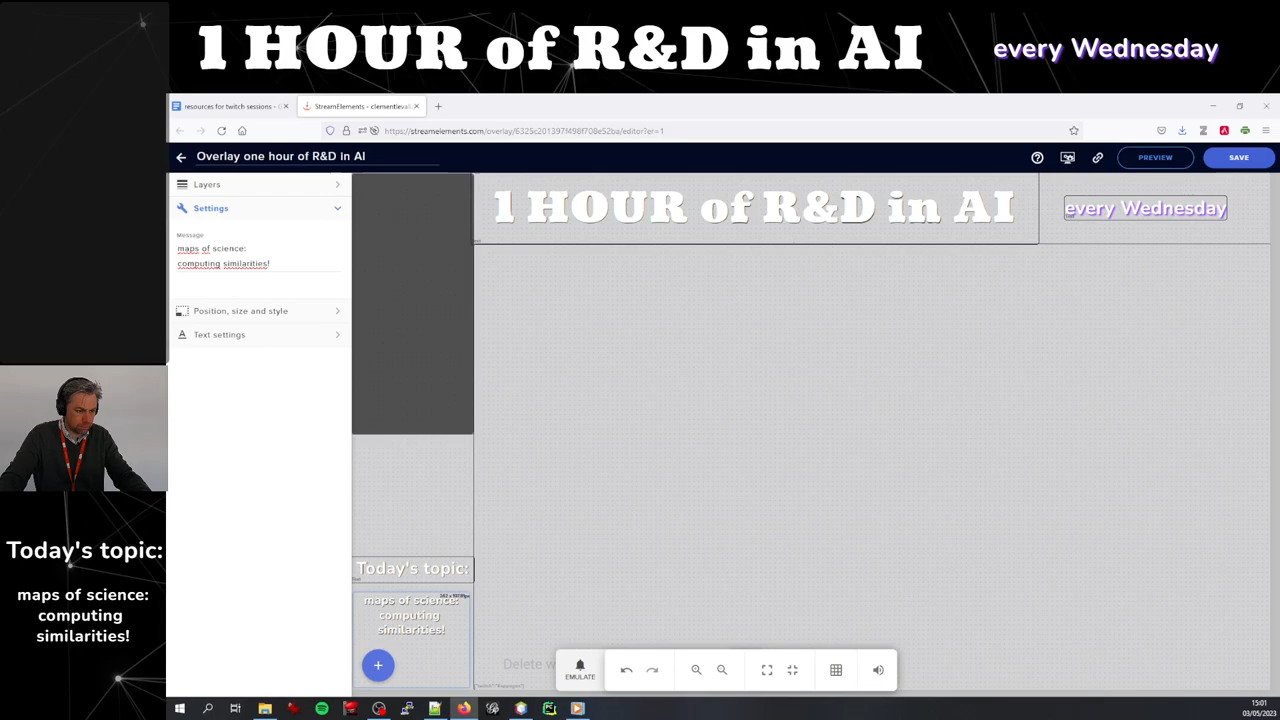 1 HOUR of R&D in AI
every Wednesday
resources for twitch sessions - G
StreamElements - clementlevall
https://streamelements.com/overlay/6325c201397f498f708e52ba/editor?er=1
Overlay one hour of R&D in AI
PREVIEW
SAVE
Layers
Settings
Message
maps of science:
computing similarities!
Position, size and style
Text settings
1 HOUR of R&D in AI
every Wednesday
Today's topic:
maps of science:
computing
similarities!
Delete w
EMULATE
Today's topic:
maps of science:
computing
similarities!
15:01
03/05/2023